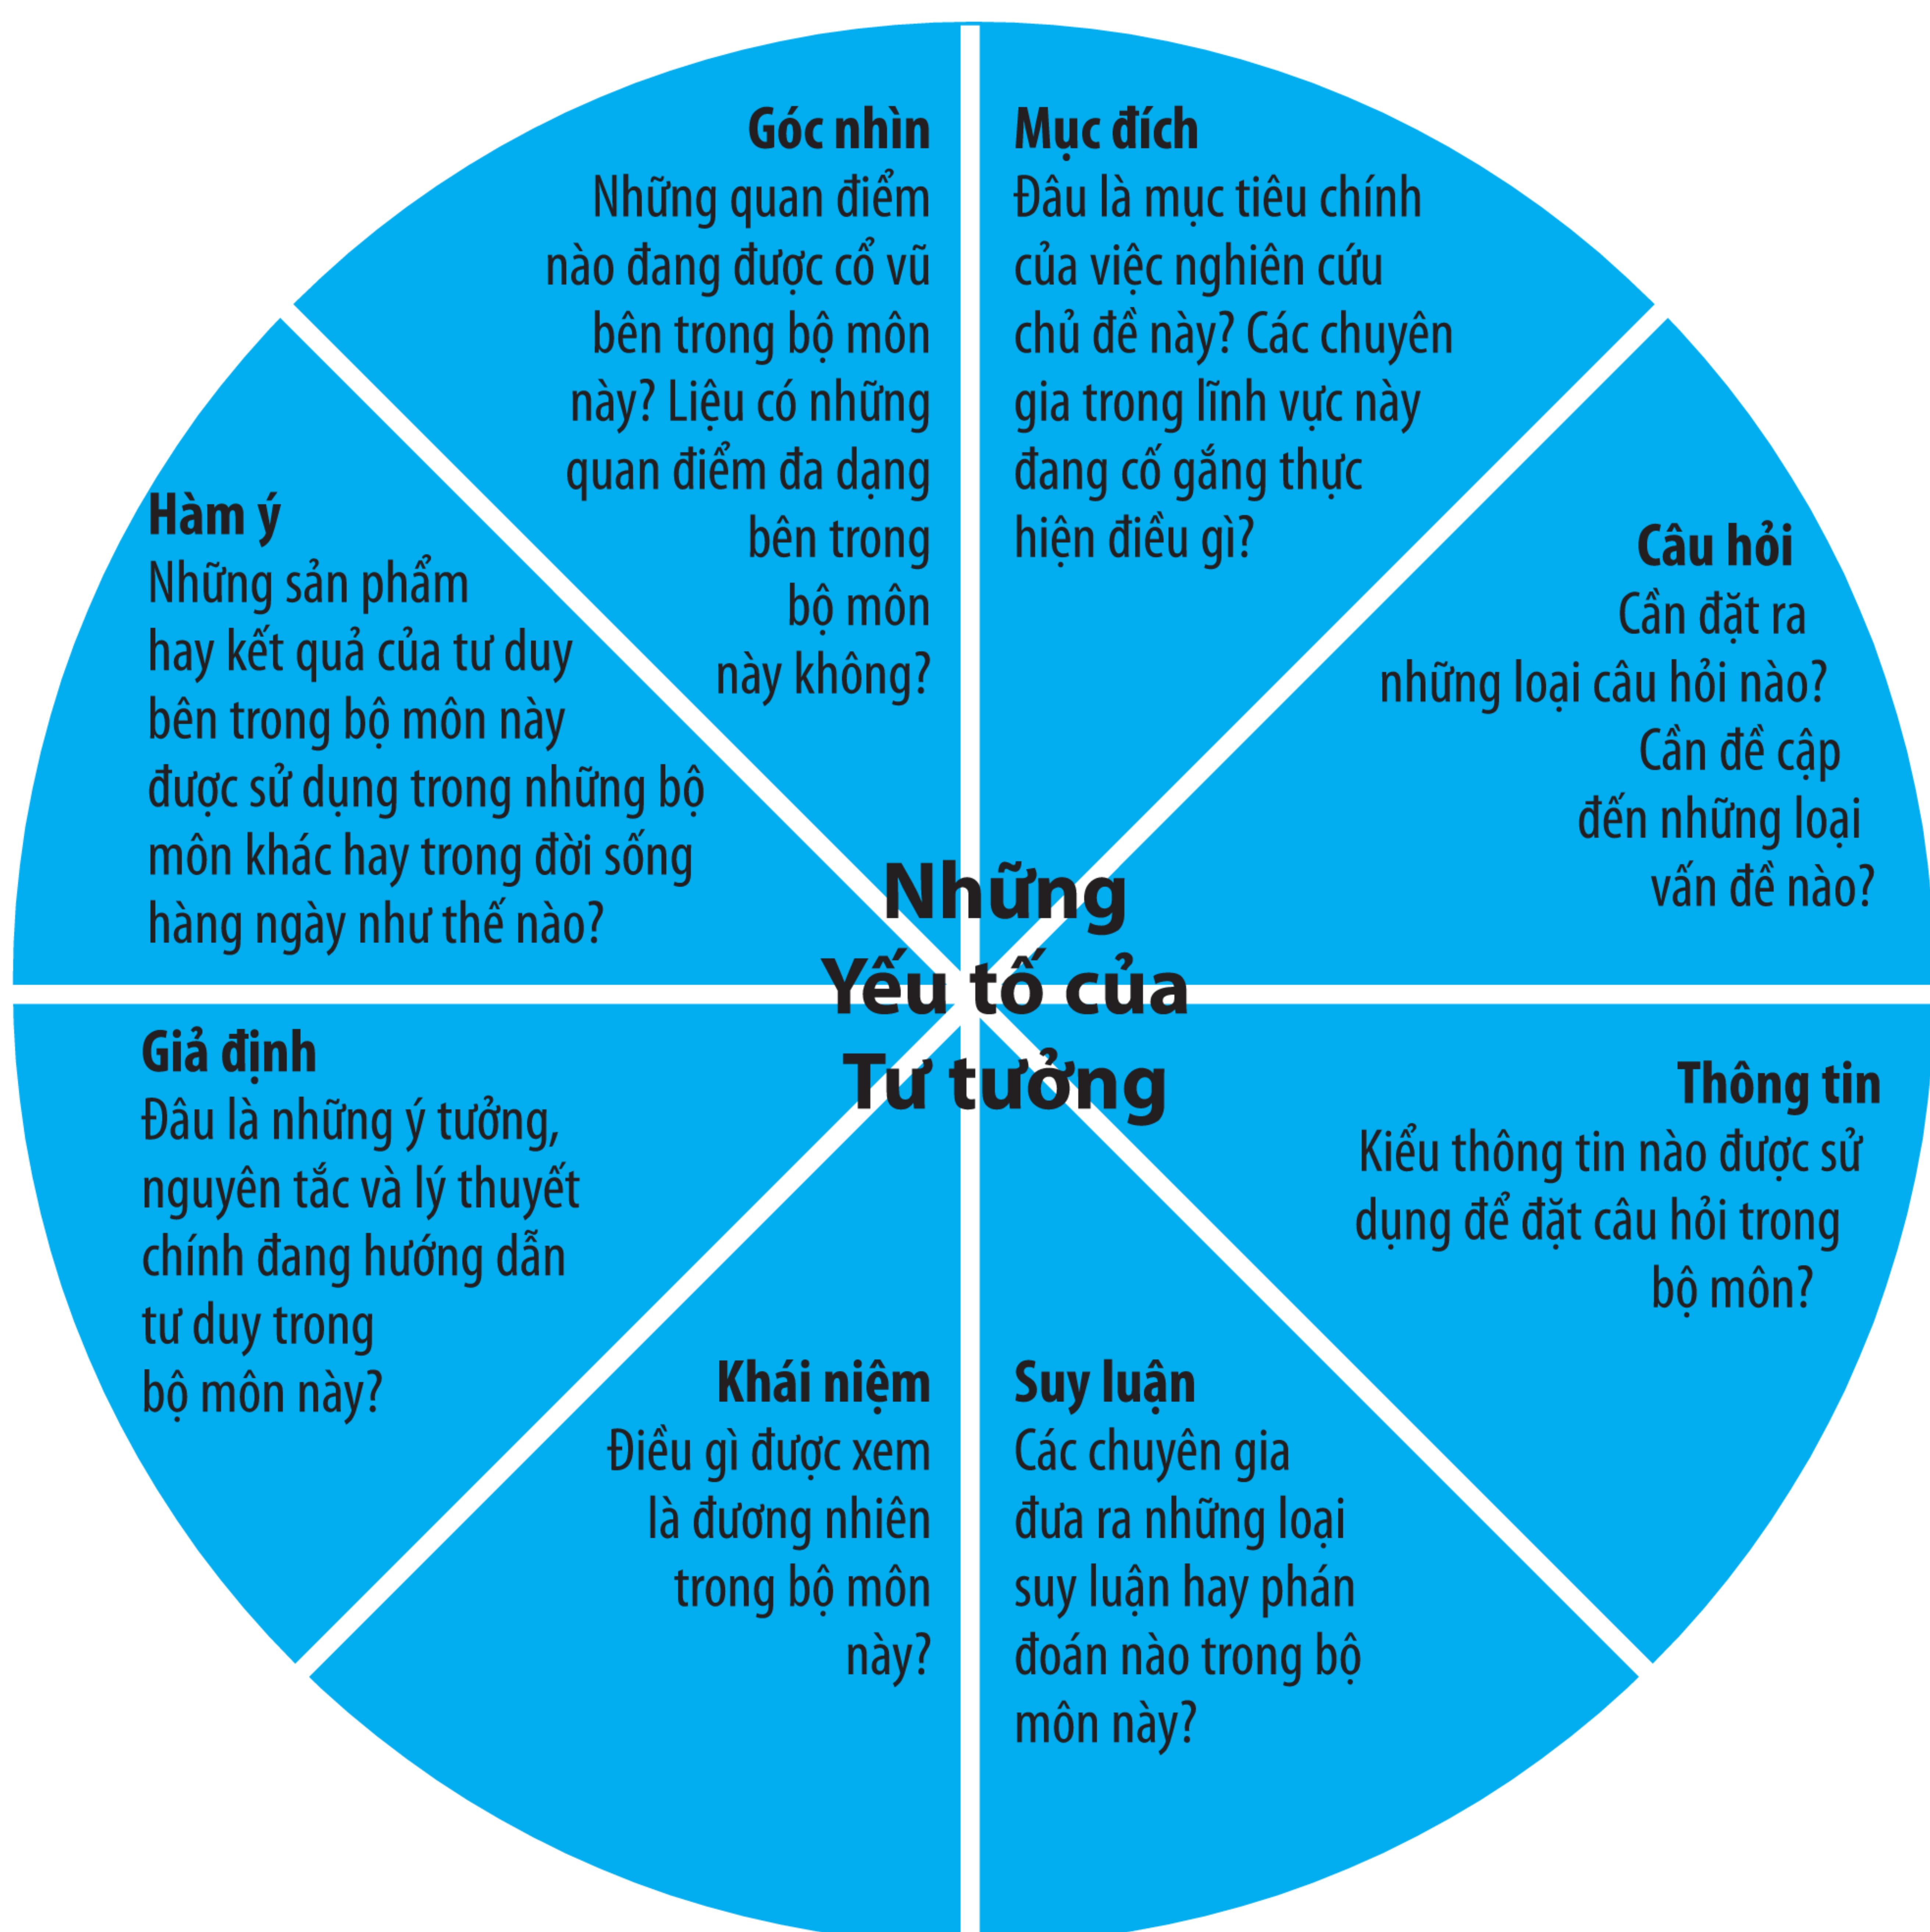 Góc nhìn
Những quan điểm
nào đang được cổ vũ
bên trong bộ môn
này? Liệu có những
quan điểm đa dạng
bên trong
bộ môn
này không?
Mục đích
Đâu là mục tiêu chính
của việc nghiên cứu
chủ đề này? Các chuyên
gia trong lĩnh vực này
đang cố gắng thực
hiện điều gì?
Câu hỏi
Cần đặt ra
những loại câu hỏi nào?
Cần đề cập
đến những loại
vấn đề nào?
Hàm ý
Những sản phẩm
hay kết quả của tư duy
bên trong bộ môn này
được sử dụng trong những bộ
môn khác hay trong đời sống
hàng ngày như thế nào?
Những
Yếu tố của
Tư tưởng
Giả định
Đâu là những ý tưởng,
nguyên tắc và lý thuyết
chính đang hướng dẫn
tư duy trong
bộ môn này?
Thông tin
Kiểu thông tin nào được sử
dụng để đặt câu hỏi trong
bộ môn?
Khái niệm
Điều gì được xem
là đương nhiên
trong bộ môn
này?
Suy luận
Các chuyên gia
đưa ra những loại
suy luận hay phán
đoán nào trong bộ
môn này?